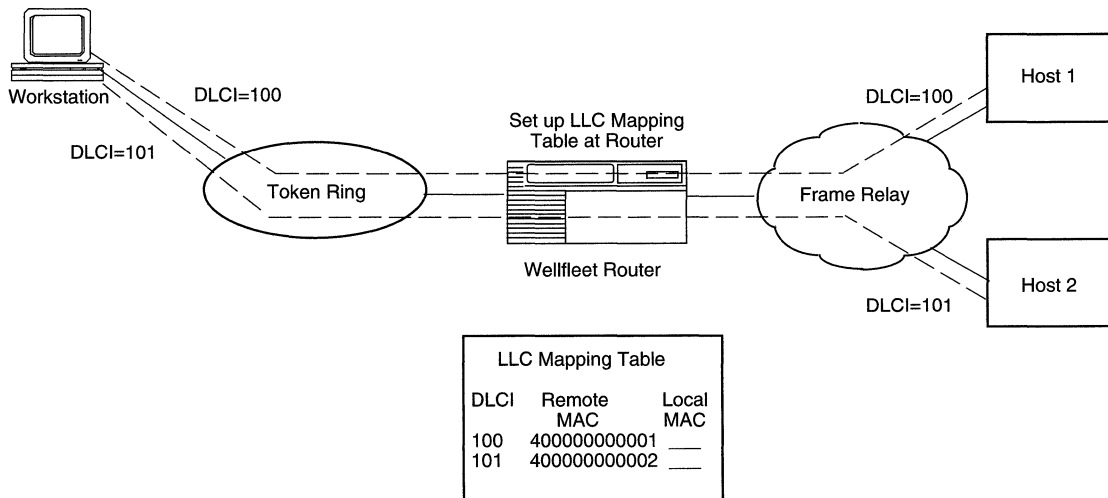 Workstation
DLCI=100
DLCI=101
Token Ring
Set up LLC Mapping
Table at Router
Wellfleet Router
Frame Relay
DLCI=100
Host 1
DLCI=101
Host 2
LLC Mapping Table
DLCI Remote Local
MAC MAC
100 400000000001 ___
101 400000000002 ___